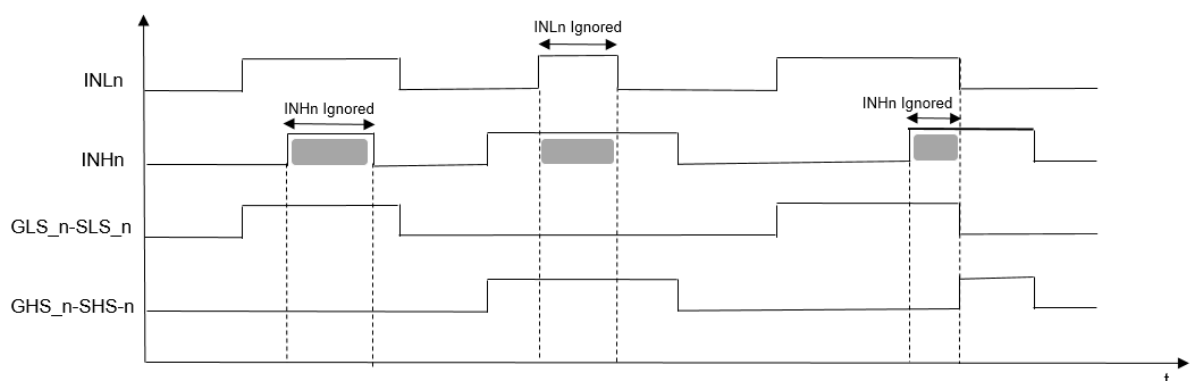 INLn Ignored
INLn
INHn Ignored
INHn Ignored
INHn
GLS_n-SLS_n
GHS_n-SHS-n
t